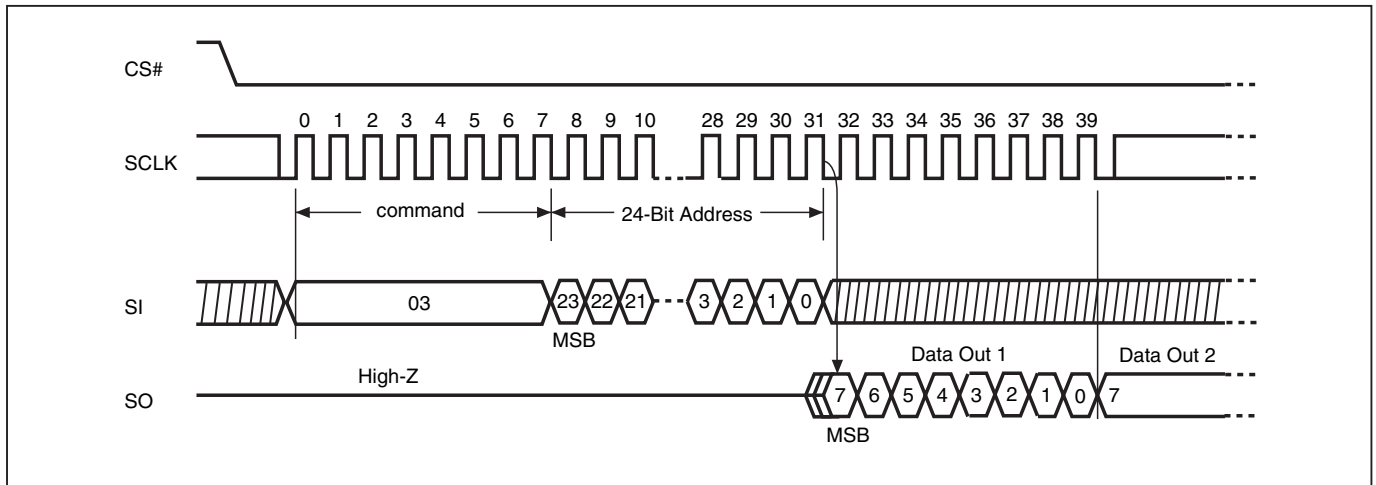 CS#
0 1 2 3 4 5 6 7 8 9 10 28 29 30 31 32 33 34 35 36 37 38 39
SCLK
command 24-Bit Address
SI 03 23 22 21 3 2 1 0
MSB
Data Out 1 Data Out 2
High-Z
SO 7 6 5 4 3 2 1 0 7
MSB